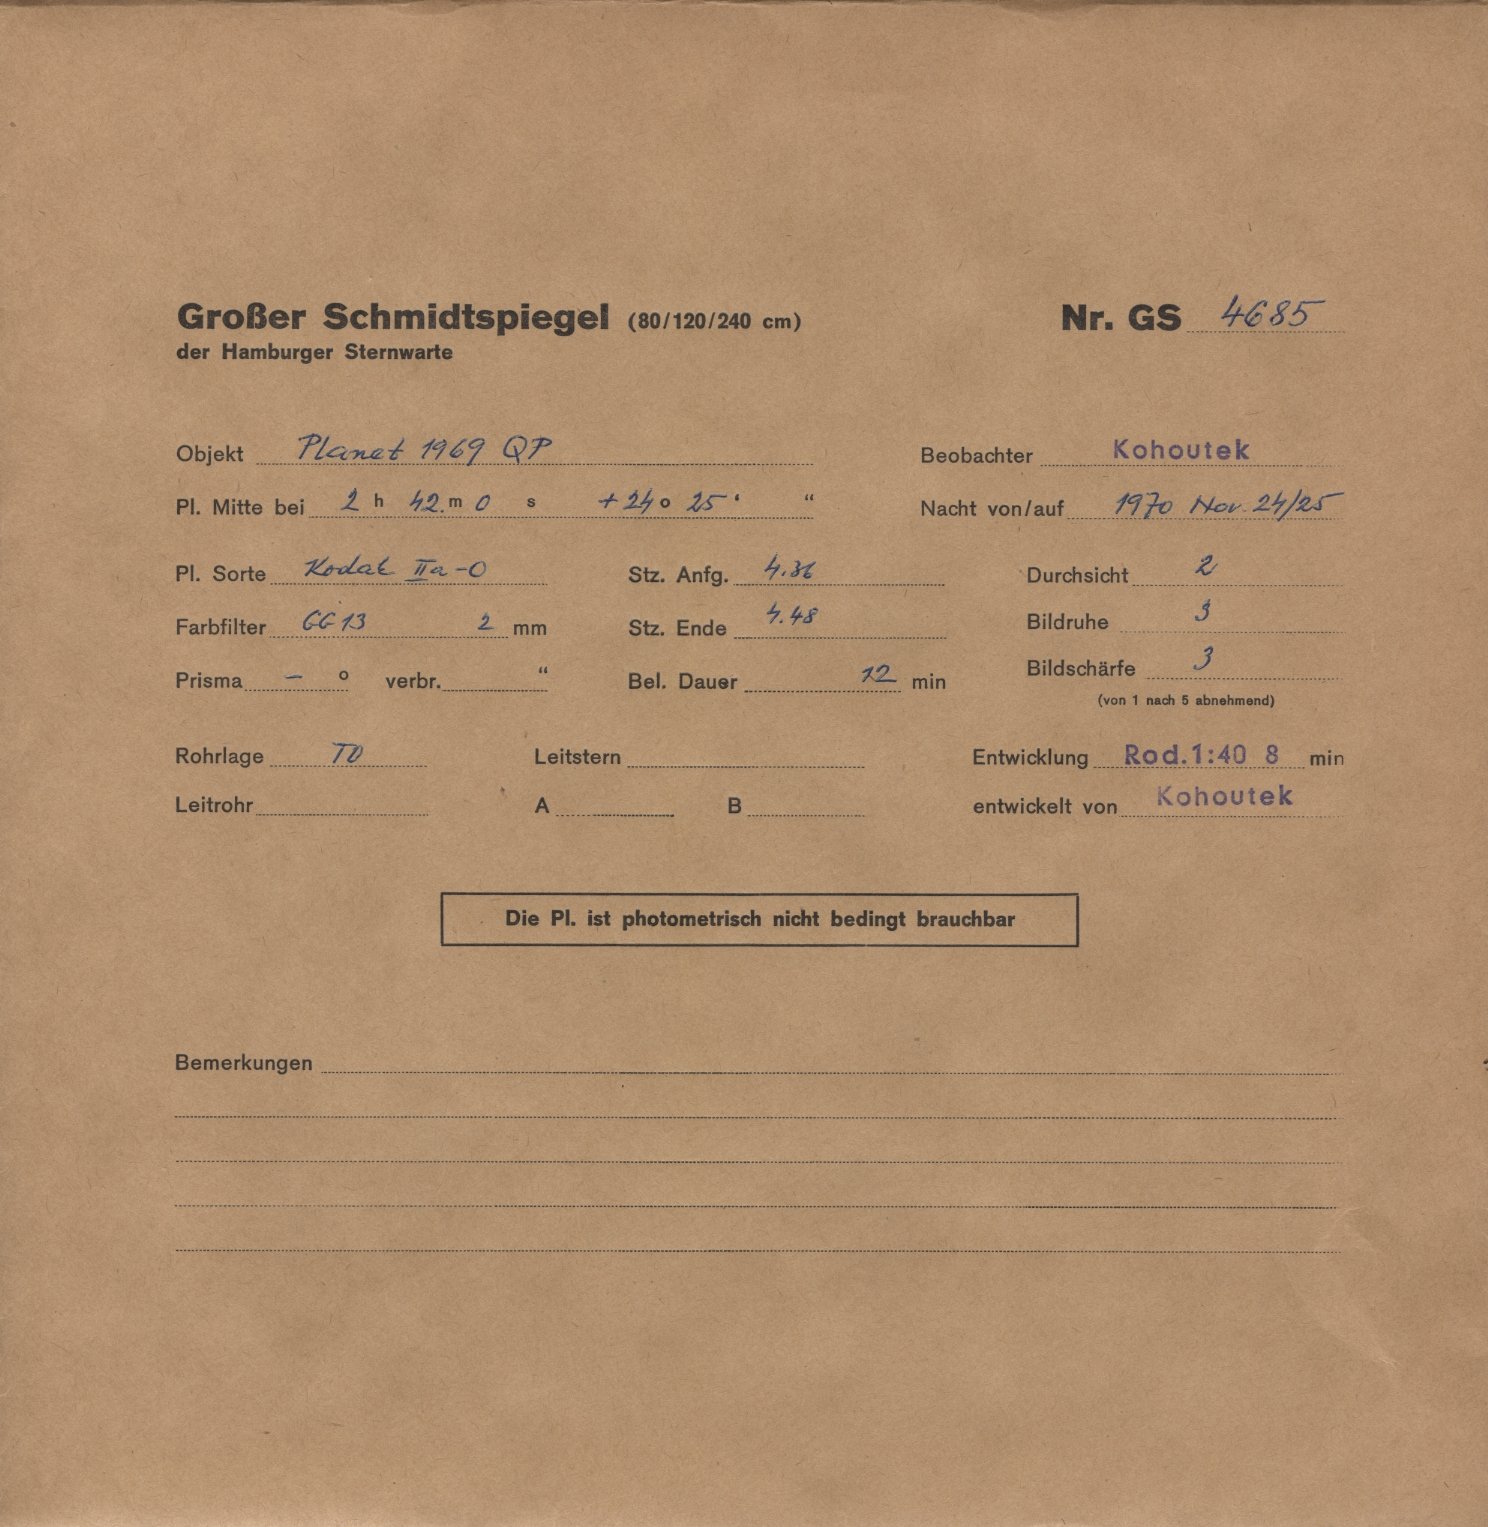 Großer Schmidtspiegel (80/120/240 cm) Nr. GS 4685
der Hamburger Sternwarte
Objekt Planet 1969 QP Beobachter Kohoutek
Pl. Mitte bei 2 h 42. m 0 s +24 o 25 ‘ “ Nacht von/auf 1970 Nov. 24/25
Pl. Sorte Kodak IIa-O Stz. Anfg. 4.36 Durchsicht 2
Farbfilter GG 13 2 mm Stz. Ende 4.48 Bildruhe 3
Prisma – o verbr. “ Bel. Dauer 12 min Bildschärfe 3
(von 1 nach 5 abnehmend)
Rohrlage TO Leitstern Entwicklung Rod.1:40 8 min
Leitrohr A B entwickelt von Kohoutek
Die Pl. ist photometrisch nicht bedingt brauchbar
Bemerkungen